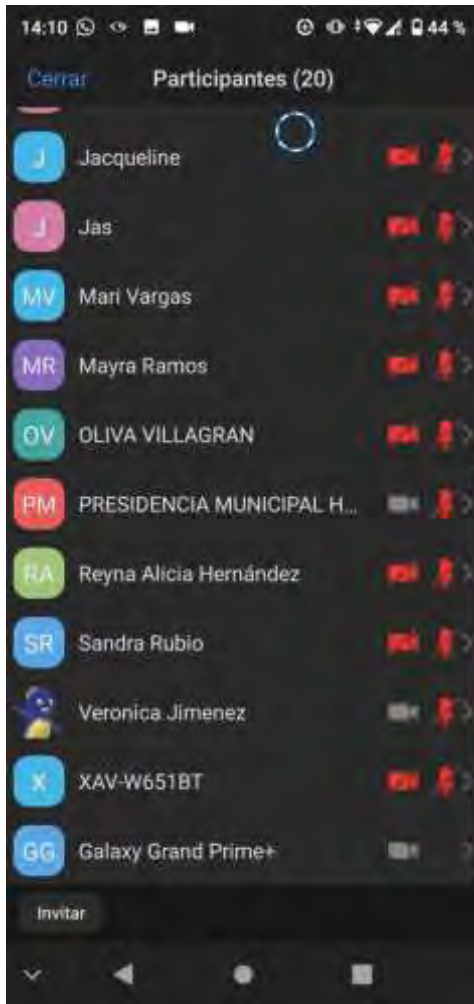 14:10 44 %
Cerrar Participantes (20)
J Jacqueline
J Jas
MV Mari Vargas
MR Mayra Ramos
OV OLIVA VILLAGRAN
PM PRESIDENCIA MUNICIPAL H...
RA Reyna Alicia Hernández
SR Sandra Rubio
Veronica Jimenez
X XAV-W651BT
GG Galaxy Grand Prime+
Invitar